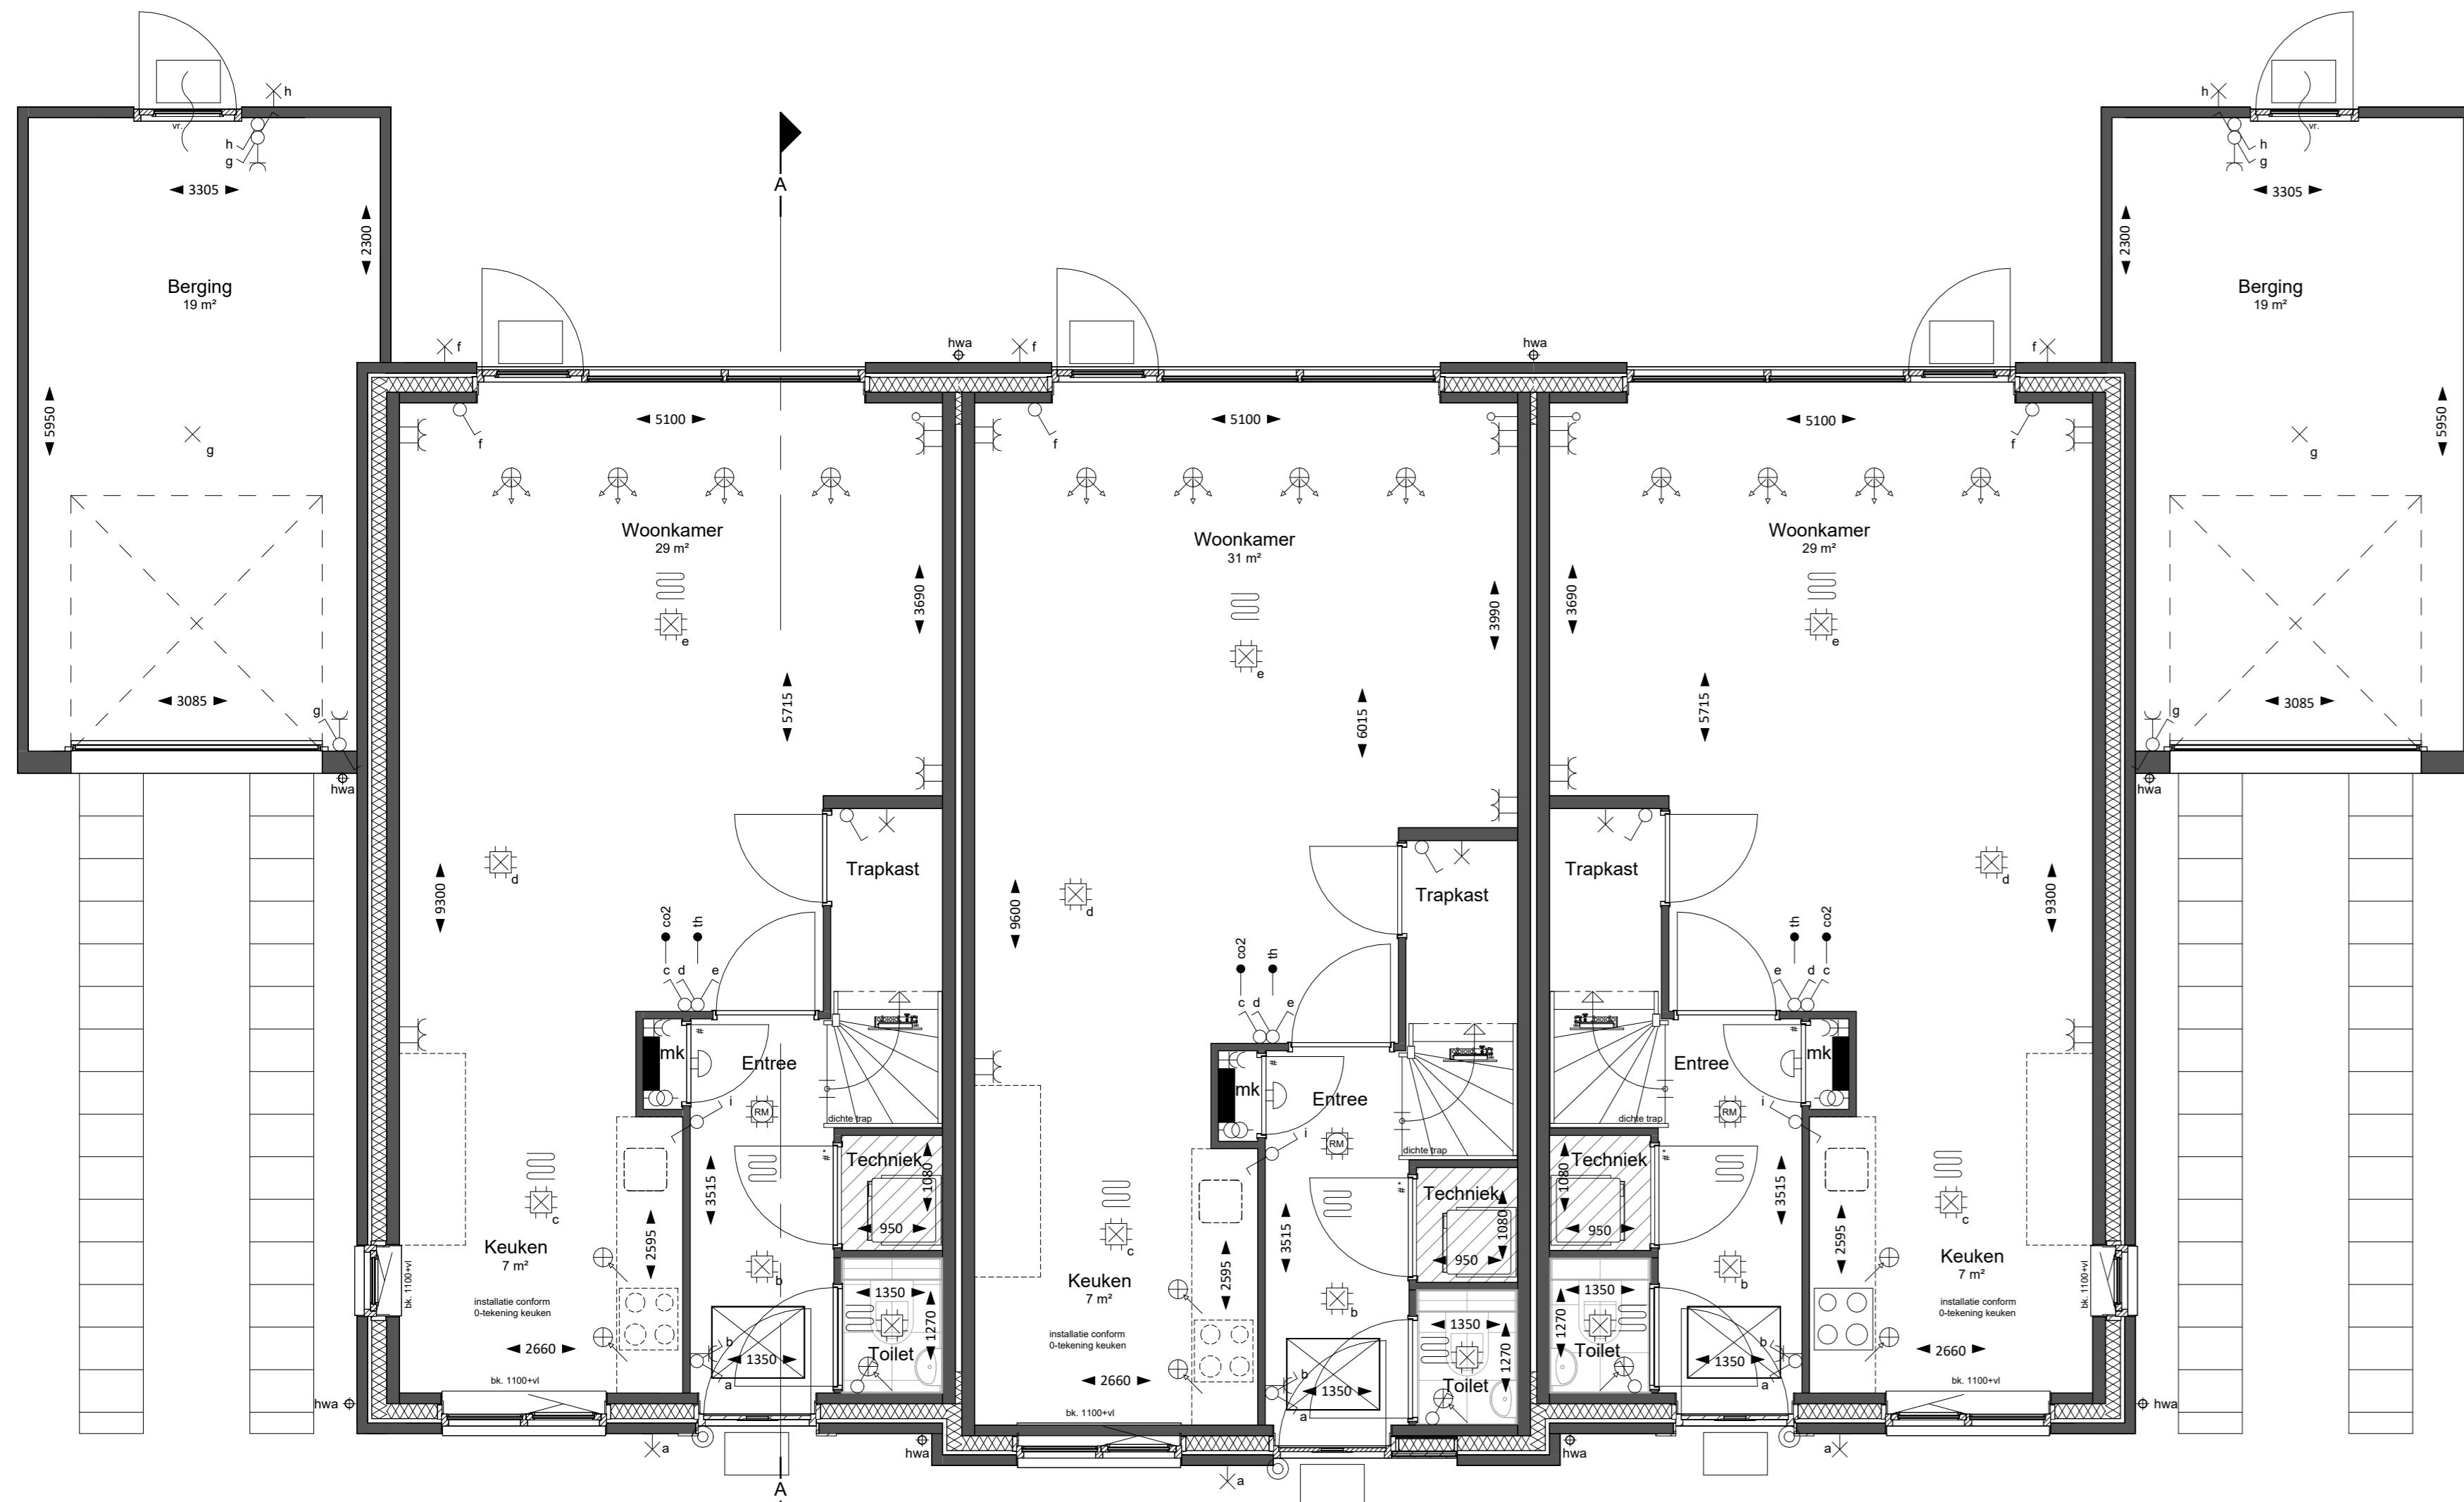 h
h
vr.
vr.
h
g
h
g
3305
3305
A
2300
2300
Berging
19 m²
Berging
19 m²
f
hwa
f
hwa
f
5950
5950
5100
5100
5100
f
f
f
g
g
Woonkamer
29 m²
Woonkamer
31 m²
Woonkamer
29 m²
3690
3990
3690
e
e
e
3085
3085
g
g
5715
6015
5715
hwa
hwa
Trapkast
Trapkast
Trapkast
d
d
d
9300
9600
9300
co2
th
co2
th
th
co2
c
d
e
c
d
e
e
d
c
#
#
#
mk
Entree
mk
Entree
Entree
mk
i
i
i
RM
RM
RM
dichte trap
dichte trap
dichte trap
# *
# *
# *
Techniek
Techniek
Techniek
1080
1080
1080
3515
3515
3515
950
950
950
c
c
c
2595
2595
2595
Keuken
7 m²
Keuken
7 m²
Keuken
7 m²
b
b
b
bk. 1100+vl
bk. 1100+vl
installatie conform
0-tekening keuken
installatie conform
0-tekening keuken
installatie conform
0-tekening keuken
1350
1350
1350
1270
1270
1270
Toilet
Toilet
Toilet
b
b
b
2660
2660
2660
1350
1350
1350
a
a
a
bk. 1100+vl
bk. 1100+vl
bk. 1100+vl
hwa
hwa
a
hwa
a
hwa
a
A